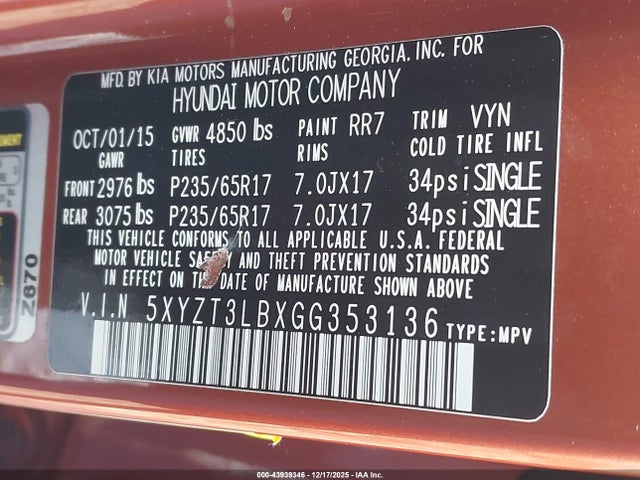 MFD. BY KIA MOTORS MANUFACTURING GEORGIA, INC. FOR
HYUNDAI MOTOR COMPANY
OCT/01/15 GVWR 4850 lbs PAINT RR7 TRIM VYN
GAWR TIRES RIMS COLD TIRE INFL
FRONT 2976 lbs P235/65R17 7.0JX17 34psi SINGLE
REAR 3075 lbs P235/65R17 7.0JX17 34psi SINGLE
THIS VEHICLE CONFORMS TO ALL APPLICABLE U.S.A. FEDERAL
MOTOR VEHICLE SAFETY AND THEFT PREVENTION STANDARDS
IN EFFECT ON THE DATE OF MANUFACTURE SHOWN ABOVE
V.I.N 5XYZT3LBXGG353136 TYPE:MPV
Z870
000-43939346 • 12/17/2025 • IAA Inc.